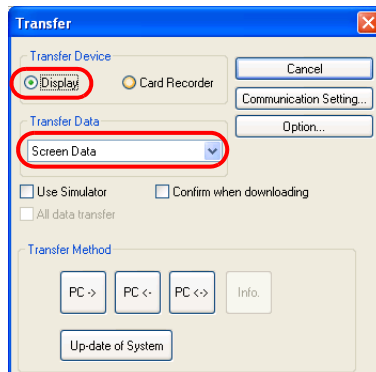 Transfer
Transfer Device
Display
Card Recorder
Cancel
Communication Setting...
Transfer Data
Option...
Screen Data
Use Simulator
Confirm when downloading
All data transfer
Transfer Method
PC ->
PC <-
PC <->
Info.
Up-date of System